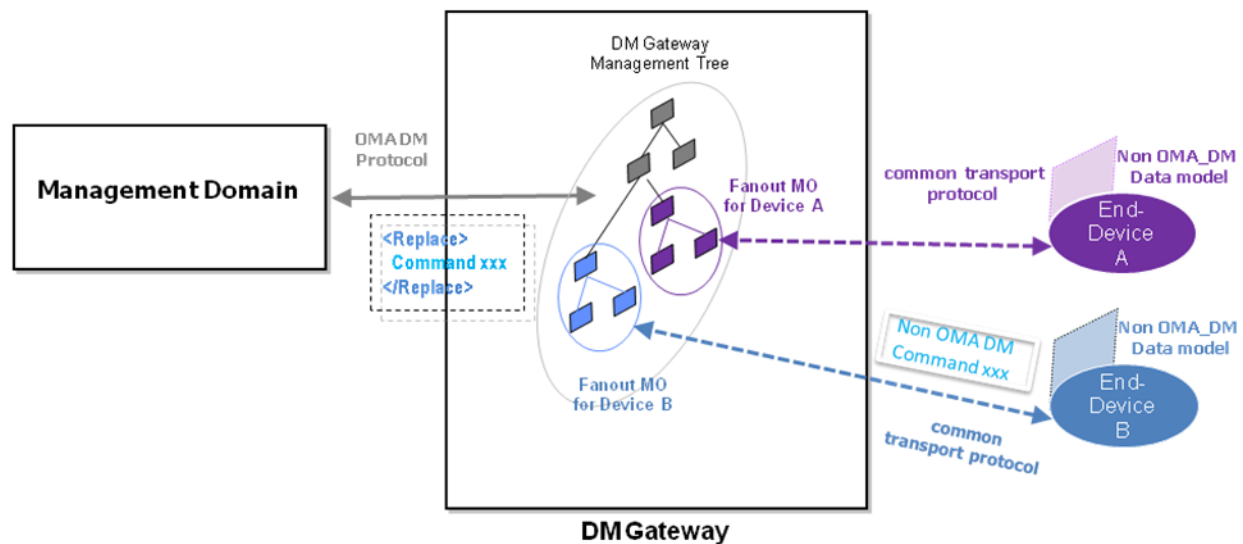 DM Gateway
Management Tree
OMA DM
Protocol
Management Domain
<Replace>
Command xxx
</Replace>
Fanout MO
for Device A
common transport
protocol
Non OMA_DM
Data model
End-
Device
A
Fanout MO
for Device B
Non OMA DM
Command xxx
common
transport protocol
Non OMA_DM
Data model
End-
Device
B
DM Gateway